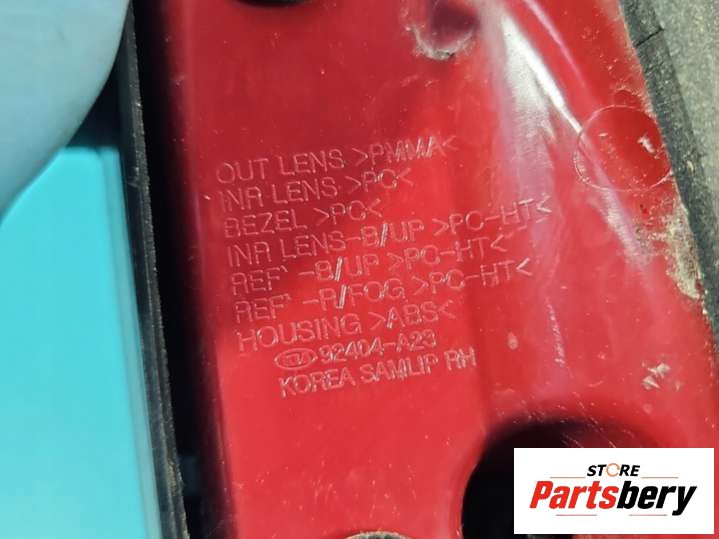 OUT LENS >PMMA<
INR LENS >PC<
BEZEL >PC<
INR LENS-B/UP >PC-HT<
REF` -B/UP >PC-HT<
REF` -R/FOG >PC-HT<
HOUSING >ABS<
KIA 92404-A23
KOREA SAMLIP RH
STORE
Partsbery